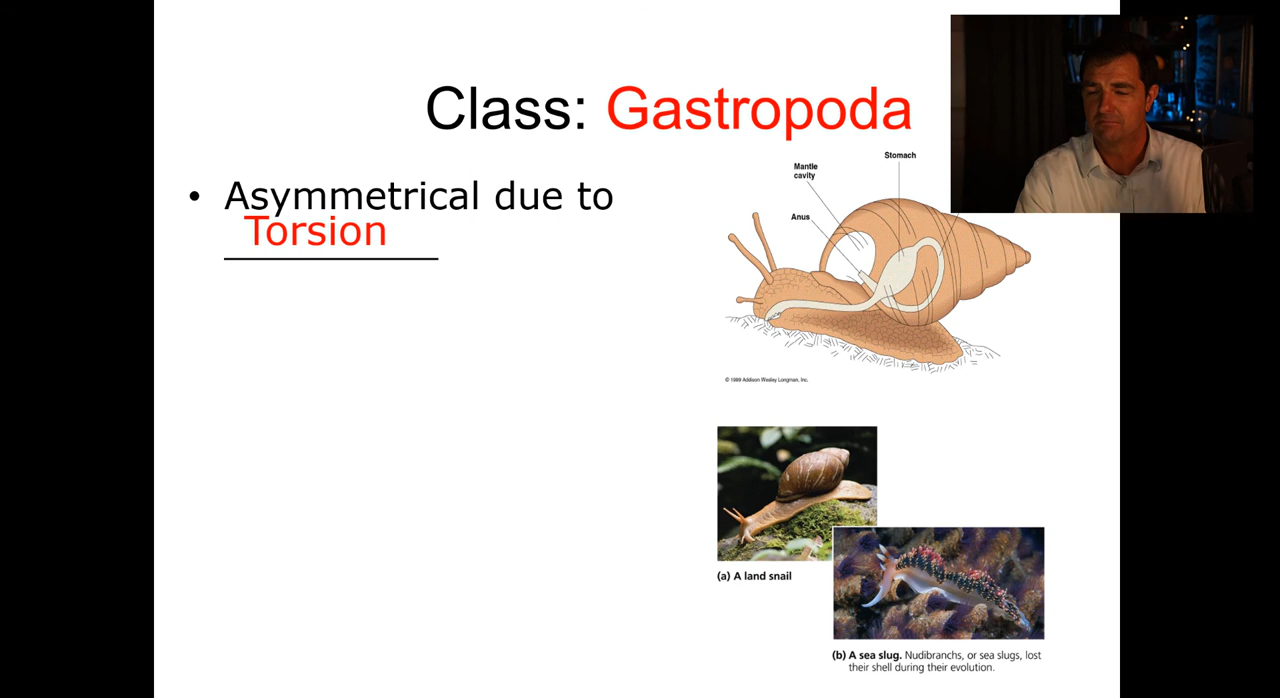 Class: Gastropoda
• Asymmetrical due to
Torsion
Stomach
Mantle
cavity
Anus
© 1999 Addison Wesley Longman, Inc.
(a) A land snail
(b) A sea slug. Nudibranchs, or sea slugs, lost
their shell during their evolution.